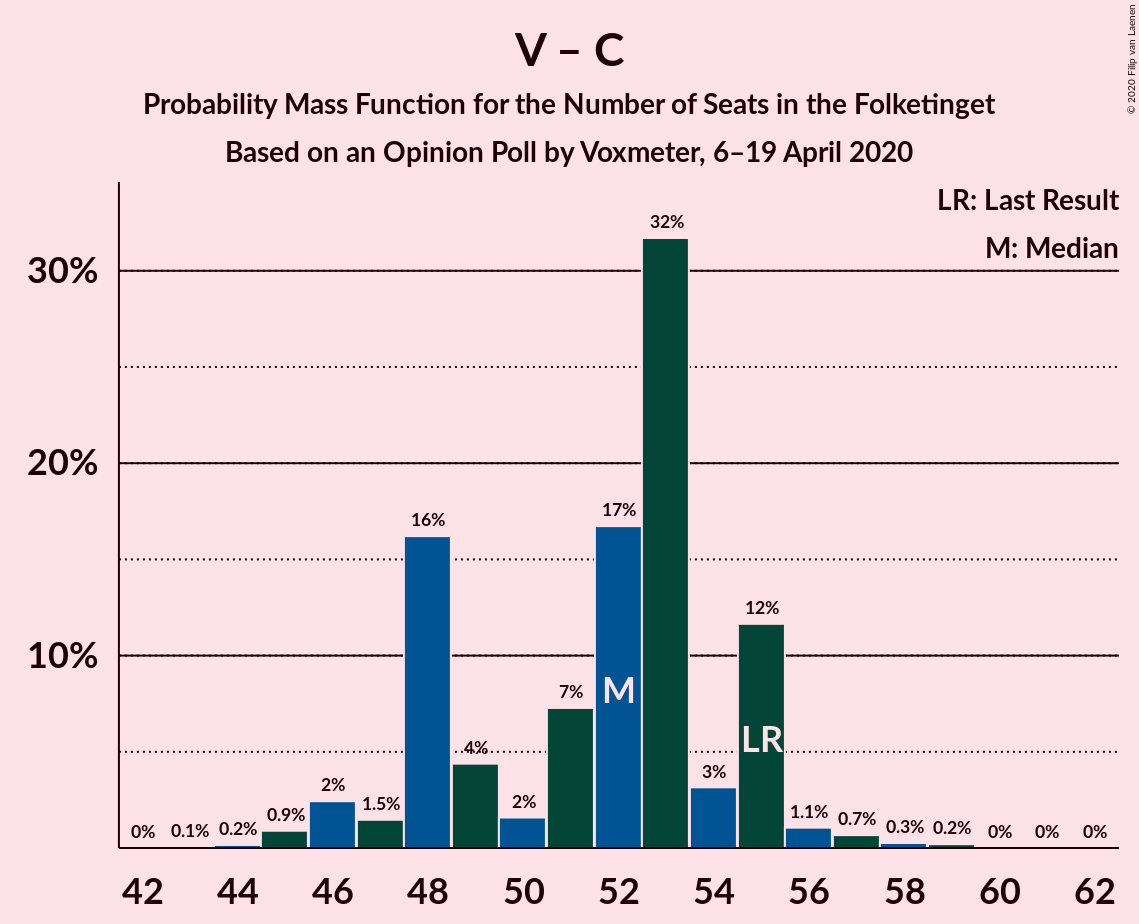 V – C
Probability Mass Function for the Number of Seats in the Folketinget
Based on an Opinion Poll by Voxmeter, 6–19 April 2020
© 2020 Filip van Laenen
LR: Last Result
M: Median
30%
20%
10%
0%
0.1%
0.2%
0.9%
2%
1.5%
16%
4%
2%
7%
17%
32%
3%
12%
1.1%
0.7%
0.3%
0.2%
0%
0%
0%
M
LR
42 44 46 48 50 52 54 56 58 60 62